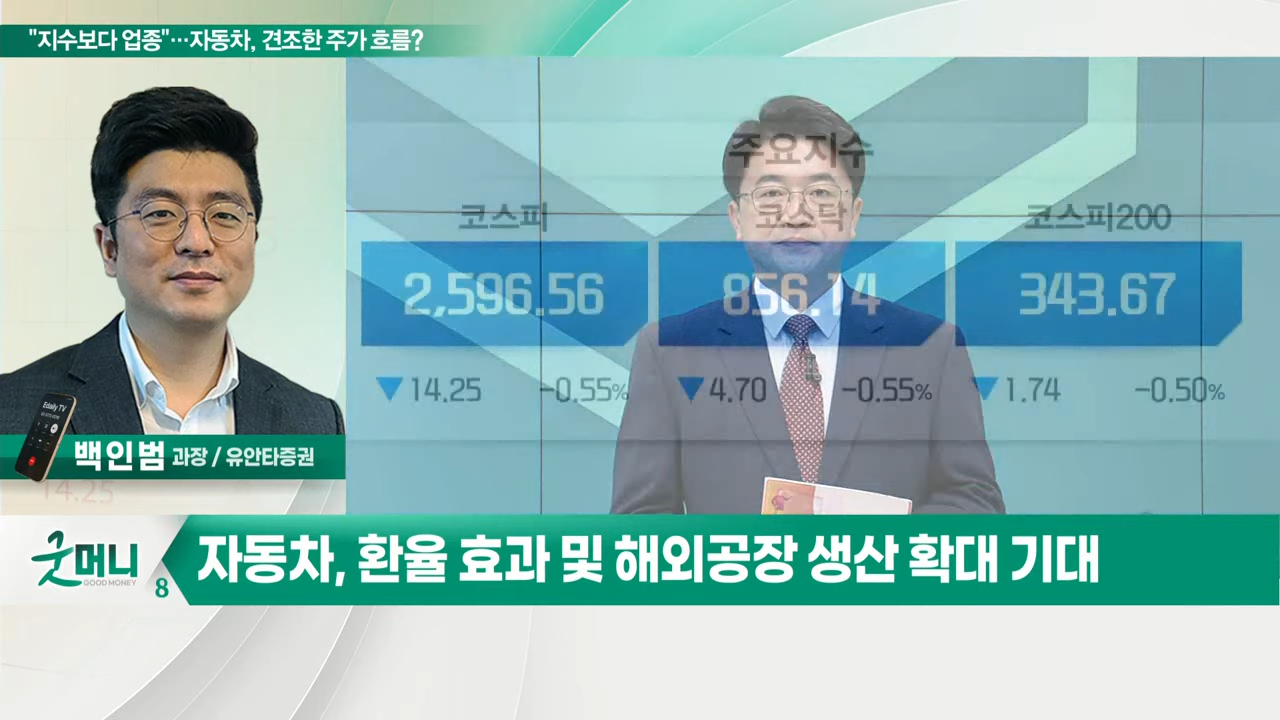 "지수보다 업종"…자동차, 견조한 주가 흐름?
주요지수
코스피 코스닥 코스피200
2,596.56 856.14 343.67
▼14.25 -0.55% ▼4.70 -0.55% ▼1.74 -0.50%
Edaily TV
백인범 과장 / 유안타증권
14.25
굿머니
GOOD MONEY
8
자동차, 환율 효과 및 해외공장 생산 확대 기대